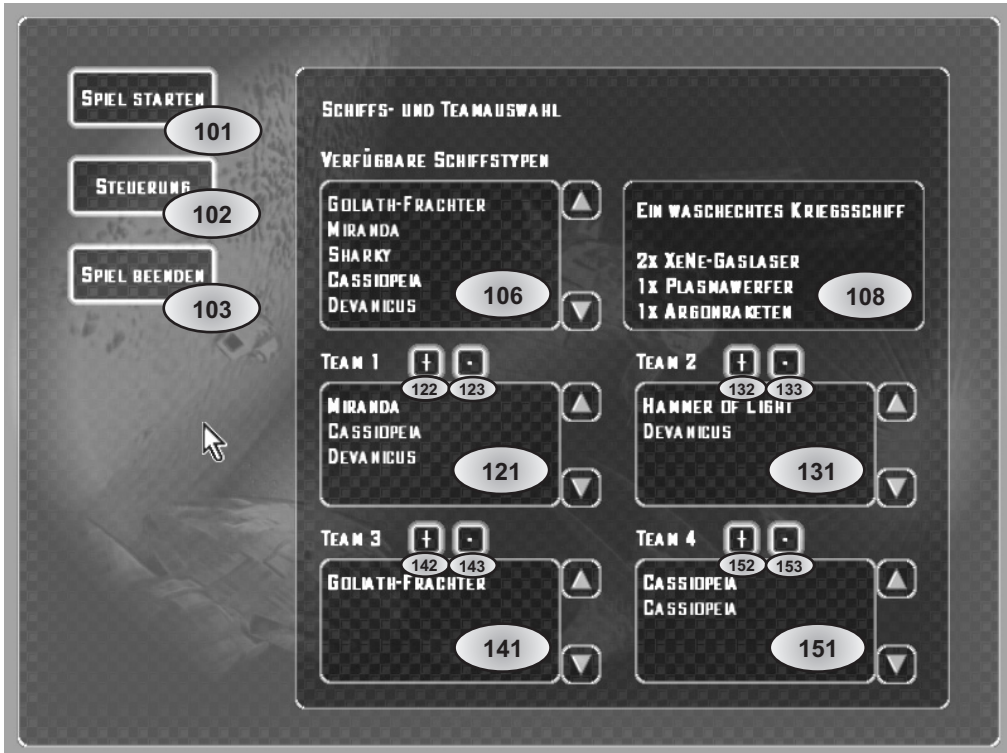 Spiel starten
101
Steuerung
102
Spiel beenden
103
Schiffs- und Teamauswahl
Verfügbare Schiffstypen
Goliath-Frachter
Miranda
Sharky
Cassiopeia
Devanicus
106
Ein waschechtes Kriegsschiff
2x XeNe-Gaslaser
1x Plasmawerfer
1x Argonraketen
108
Team 1 + -
122 123
Miranda
Cassiopeia
Devanicus
121
Team 2 + -
132 133
Hammer of Light
Devanicus
131
Team 3 + -
142 143
Goliath-Frachter
141
Team 4 + -
152 153
Cassiopeia
Cassiopeia
151